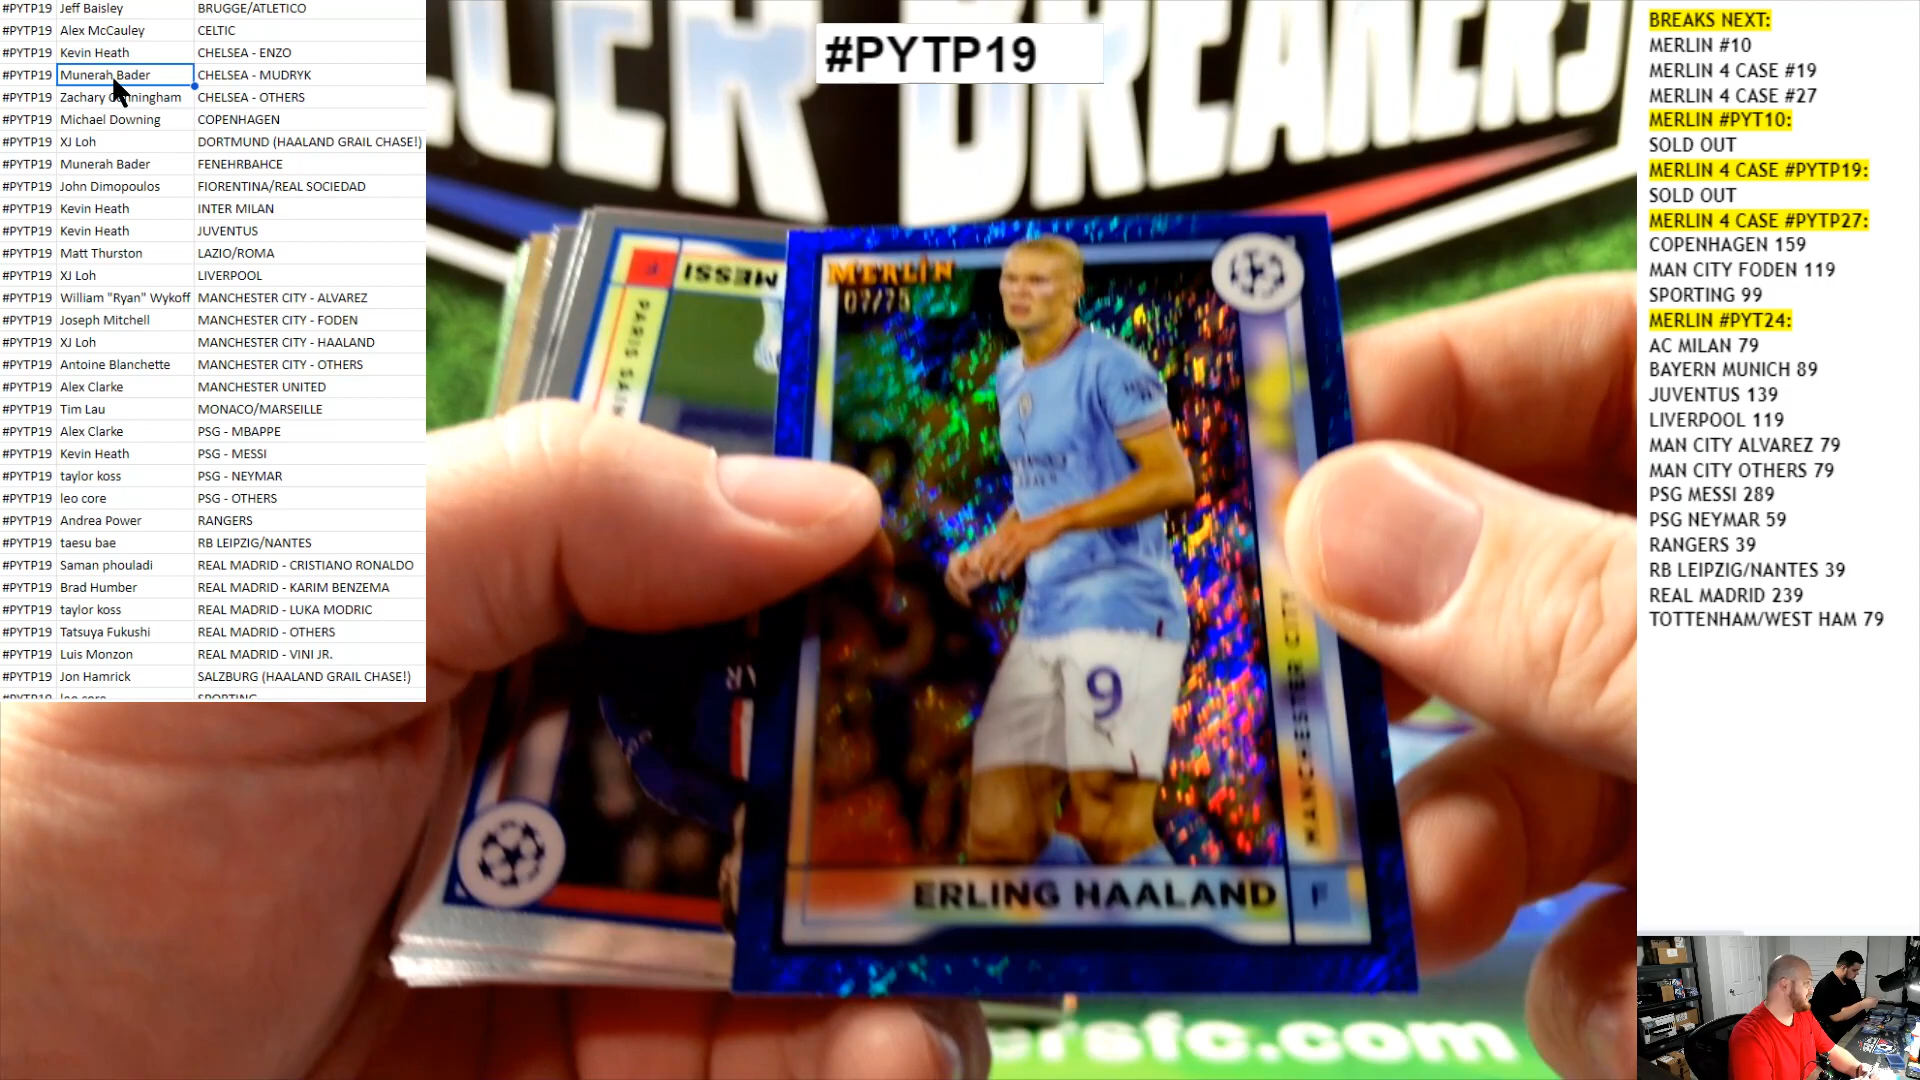 #PYTP19 Jeff Baisley BRUGGE/ATLETICO
#PYTP19 Alex McCauley CELTIC
#PYTP19 Kevin Heath CHELSEA - ENZO
#PYTP19 Munerah Bader CHELSEA - MUDRYK
#PYTP19 Zachary CHELSEA - OTHERS
#PYTP19 Michael Downing COPENHAGEN
#PYTP19 XJ Loh DORTMUND (HAALAND GRAIL CHASE!)
#PYTP19 Munerah Bader FENEHRBAHCE
#PYTP19 John Dimopoulos FIORENTINA/REAL SOCIEDAD
#PYTP19 Kevin Heath INTER MILAN
#PYTP19 Kevin Heath JUVENTUS
#PYTP19 Matt Thurston LAZIO/ROMA
#PYTP19 XJ Loh LIVERPOOL
#PYTP19 William "Ryan" Wykoff MANCHESTER CITY - ALVAREZ
#PYTP19 Joseph Mitchell MANCHESTER CITY - FODEN
#PYTP19 XJ Loh MANCHESTER CITY - HAALAND
#PYTP19 Antoine Blanchette MANCHESTER CITY - OTHERS
#PYTP19 Alex Clarke MANCHESTER UNITED
#PYTP19 Tim Lau MONACO/MARSEILLE
#PYTP19 Alex Clarke PSG - MBAPPE
#PYTP19 Kevin Heath PSG - MESSI
#PYTP19 taylor koss PSG - NEYMAR
#PYTP19 leo core PSG - OTHERS
#PYTP19 Andrea Power RANGERS
#PYTP19 taesu bae RB LEIPZIG/NANTES
#PYTP19 Saman phouladi REAL MADRID - CRISTIANO RONALDO
#PYTP19 Brad Humber REAL MADRID - KARIM BENZEMA
#PYTP19 taylor koss REAL MADRID - LUKA MODRIC
#PYTP19 Tatsuya Fukushi REAL MADRID - OTHERS
#PYTP19 Luis Monzon REAL MADRID - VINI JR.
#PYTP19 Jon Hamrick SALZBURG (HAALAND GRAIL CHASE!)
#PYTP19 leo core SPORTING
#PYTP19
BREAKERS
MESSI
F
MERLIN
07/75
9
MANCHESTER CITY
ERLING HAALAND
F
ersfc.com
BREAKS NEXT:
MERLIN #10
MERLIN 4 CASE #19
MERLIN 4 CASE #27
MERLIN #PYT10:
SOLD OUT
MERLIN 4 CASE #PYTP19:
SOLD OUT
MERLIN 4 CASE #PYTP27:
COPENHAGEN 159
MAN CITY FODEN 119
SPORTING 99
MERLIN #PYT24:
AC MILAN 79
BAYERN MUNICH 89
JUVENTUS 139
LIVERPOOL 119
MAN CITY ALVAREZ 79
MAN CITY OTHERS 79
PSG MESSI 289
PSG NEYMAR 59
RANGERS 39
RB LEIPZIG/NANTES 39
REAL MADRID 239
TOTTENHAM/WEST HAM 79